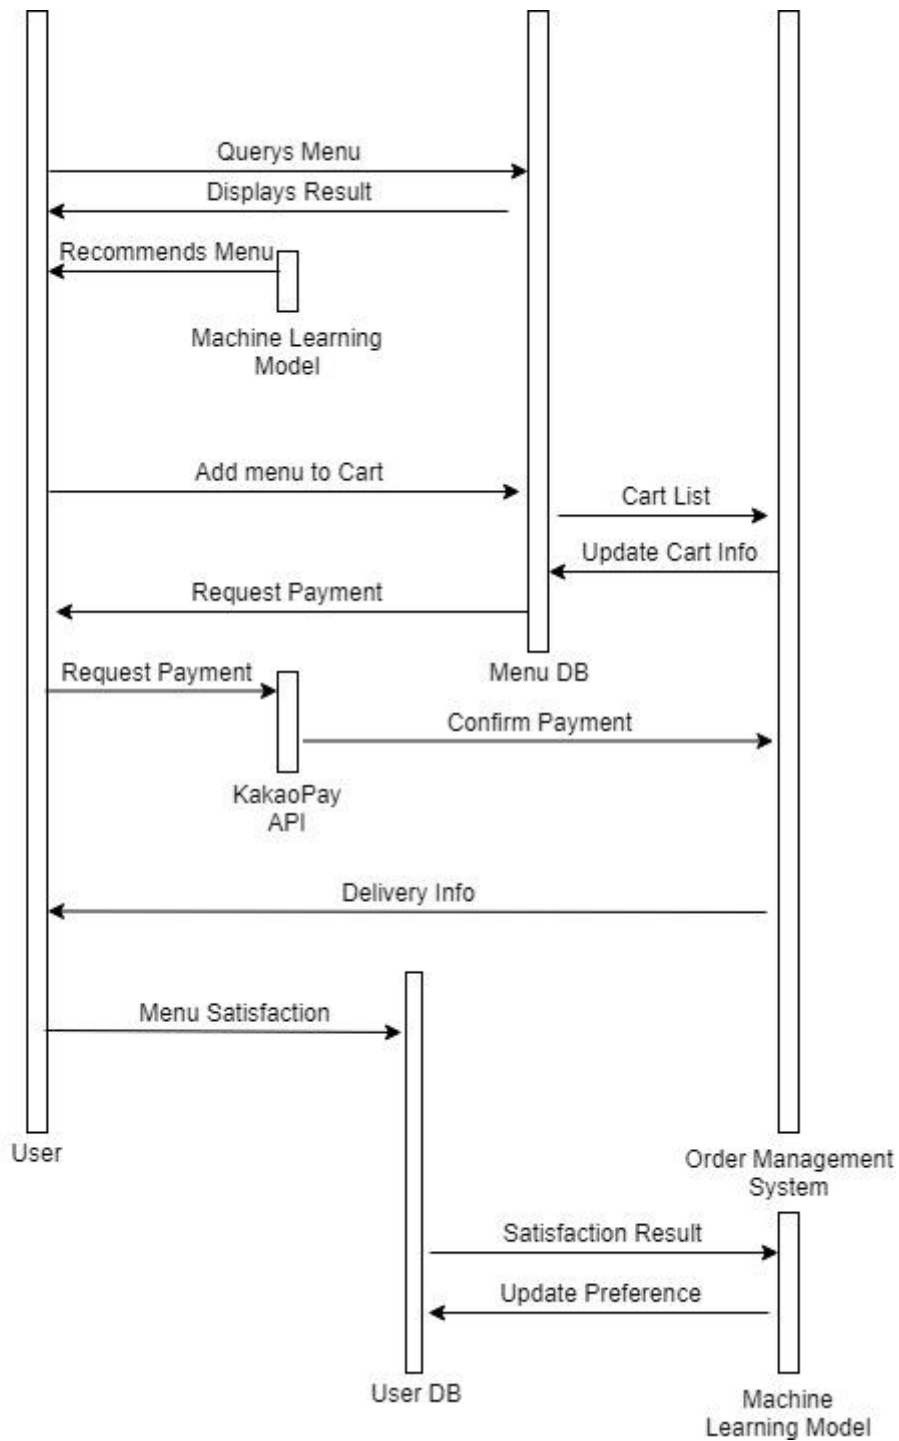 Querys Menu
Displays Result
Recommends Menu
Machine Learning
Model
Add menu to Cart
Cart List
Update Cart Info
Request Payment
Menu DB
Request Payment
Confirm Payment
KakaoPay
API
Delivery Info
Menu Satisfaction
User
Order Management
System
Satisfaction Result
Update Preference
User DB
Machine
Learning Model